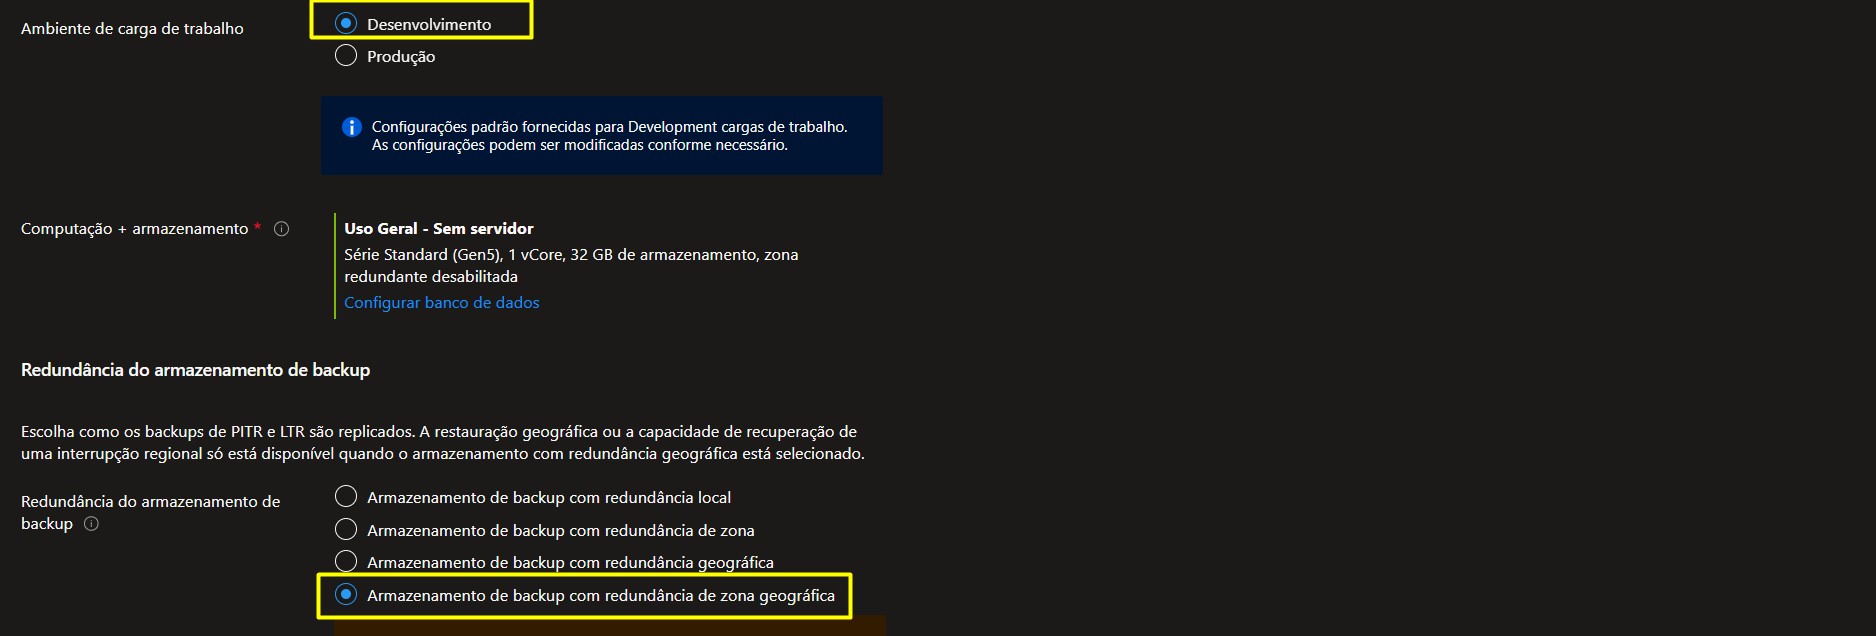 Ambiente de carga de trabalho
Desenvolvimento
Produção
Configurações padrão fornecidas para Development cargas de trabalho.
As configurações podem ser modificadas conforme necessário.
Computação + armazenamento *
Uso Geral - Sem servidor
Série Standard (Gen5), 1 vCore, 32 GB de armazenamento, zona
redundante desabilitada
Configurar banco de dados
Redundância do armazenamento de backup
Escolha como os backups de PITR e LTR são replicados. A restauração geográfica ou a capacidade de recuperação de
uma interrupção regional só está disponível quando o armazenamento com redundância geográfica está selecionado.
Redundância do armazenamento de
backup
Armazenamento de backup com redundância local
Armazenamento de backup com redundância de zona
Armazenamento de backup com redundância geográfica
Armazenamento de backup com redundância de zona geográfica